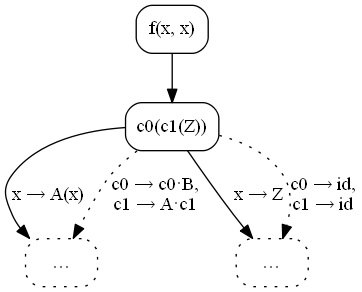 f(x, x)
c0(c1(Z))
x → A(x)
c0 → c0·B,
c1 → A·c1
x → Z
c0 → id,
c1 → id
...
...